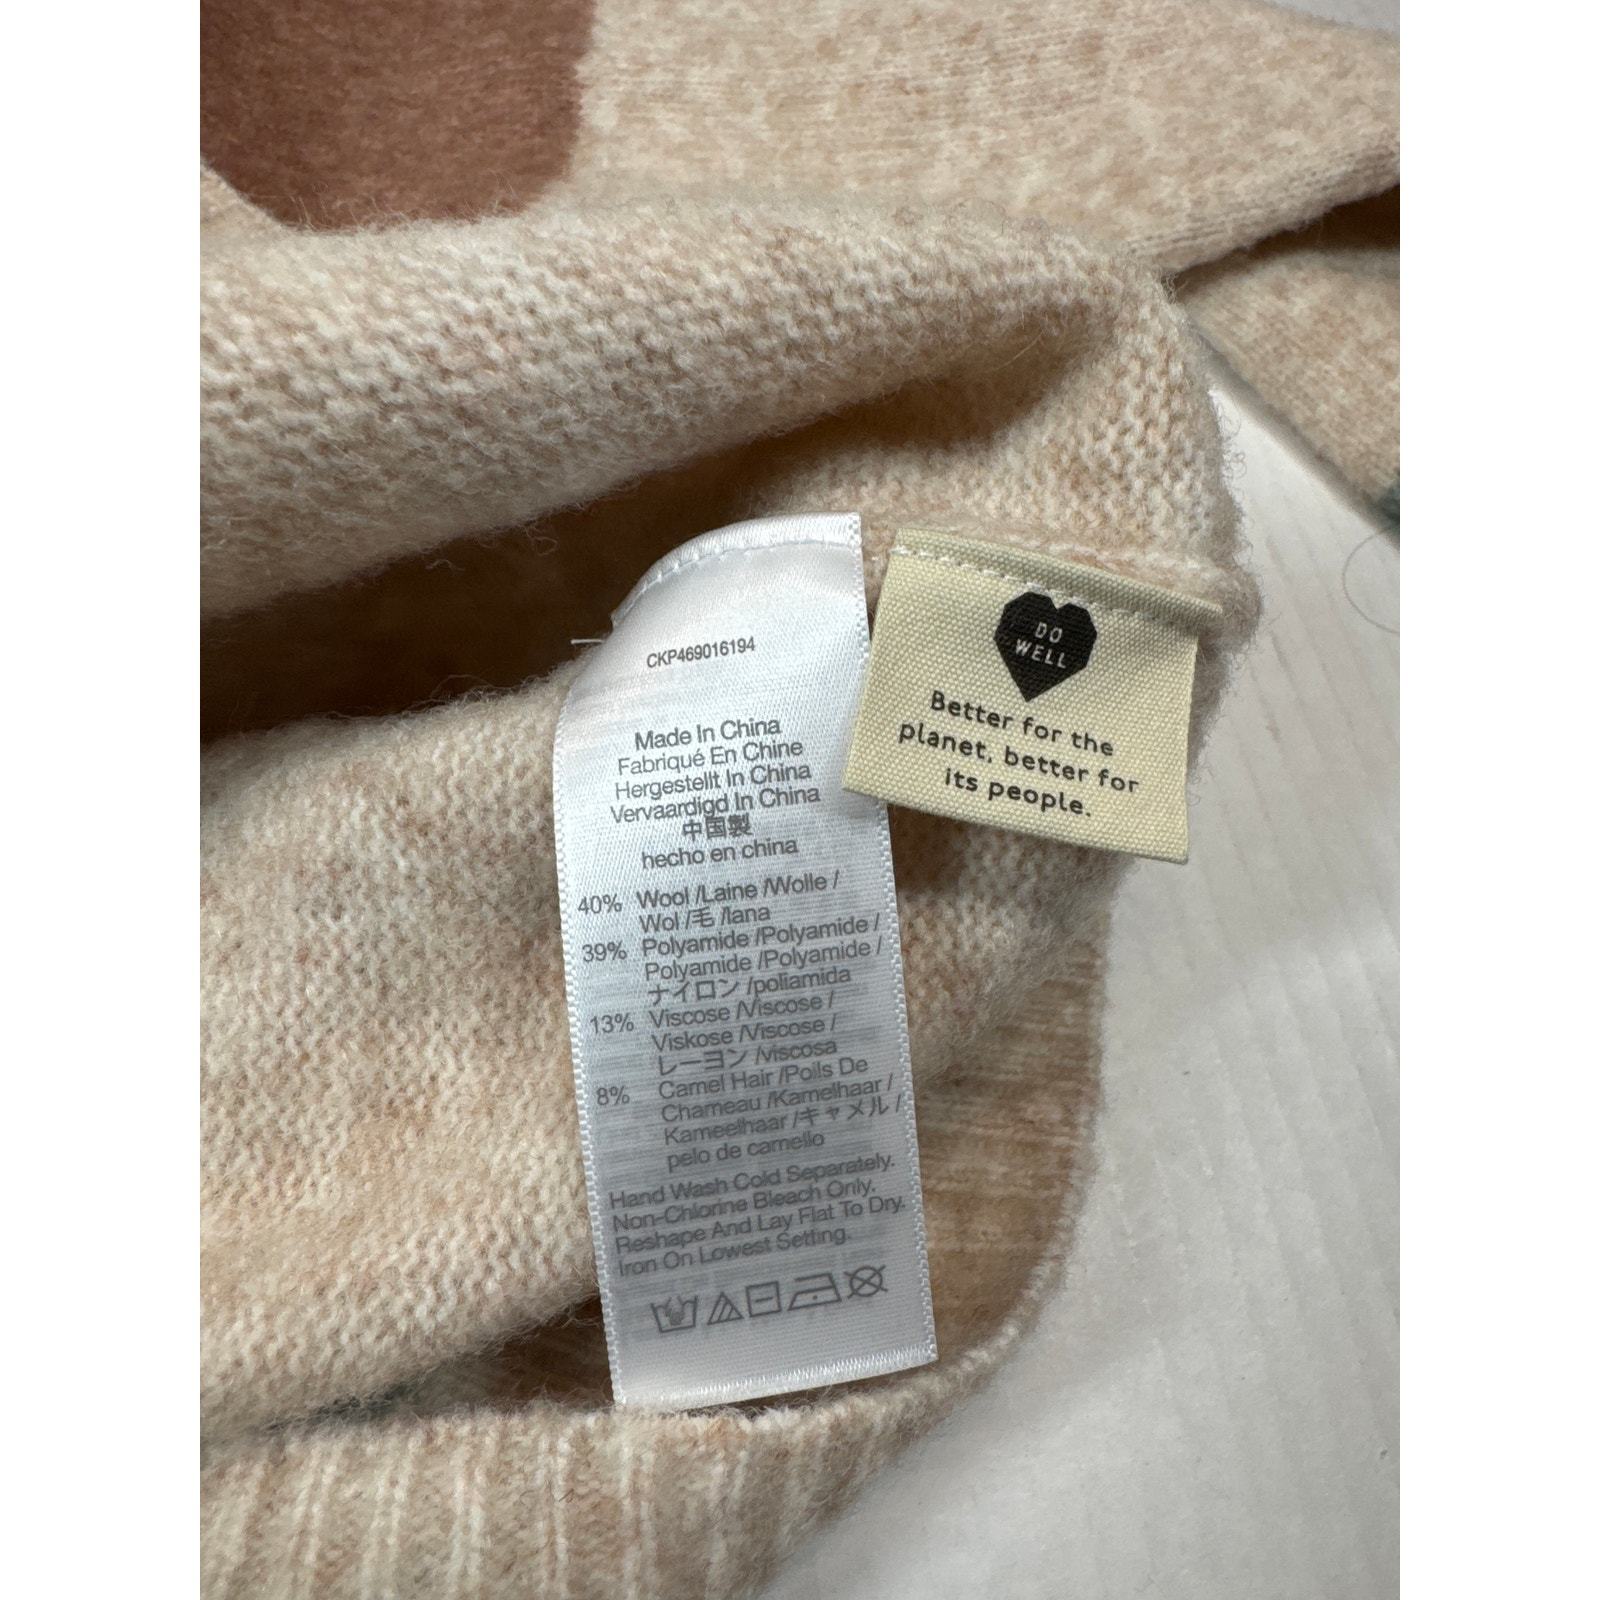 CKP469016194
Made In China
Fabriqué En Chine
Hergestellt In China
Vervaardigd In China
中国製
hecho en china
40% Wool /Laine /Wolle /
Wol /毛 /lana
39% Polyamide /Polyamide /
Polyamide /Polyamide /
ナイロン /poliamida
13% Viscose /Viscose /
Viskose /Viscose /
レーヨン /viscosa
8% Camel Hair /Poils De
Chameau /Kamelhaar /
Kameelhaar /キャメル /
pelo de camello
Hand Wash Cold Separately.
Non-Chlorine Bleach Only.
Reshape And Lay Flat To Dry.
Iron On Lowest Setting.
DO
WELL
Better for the
planet, better for
its people.